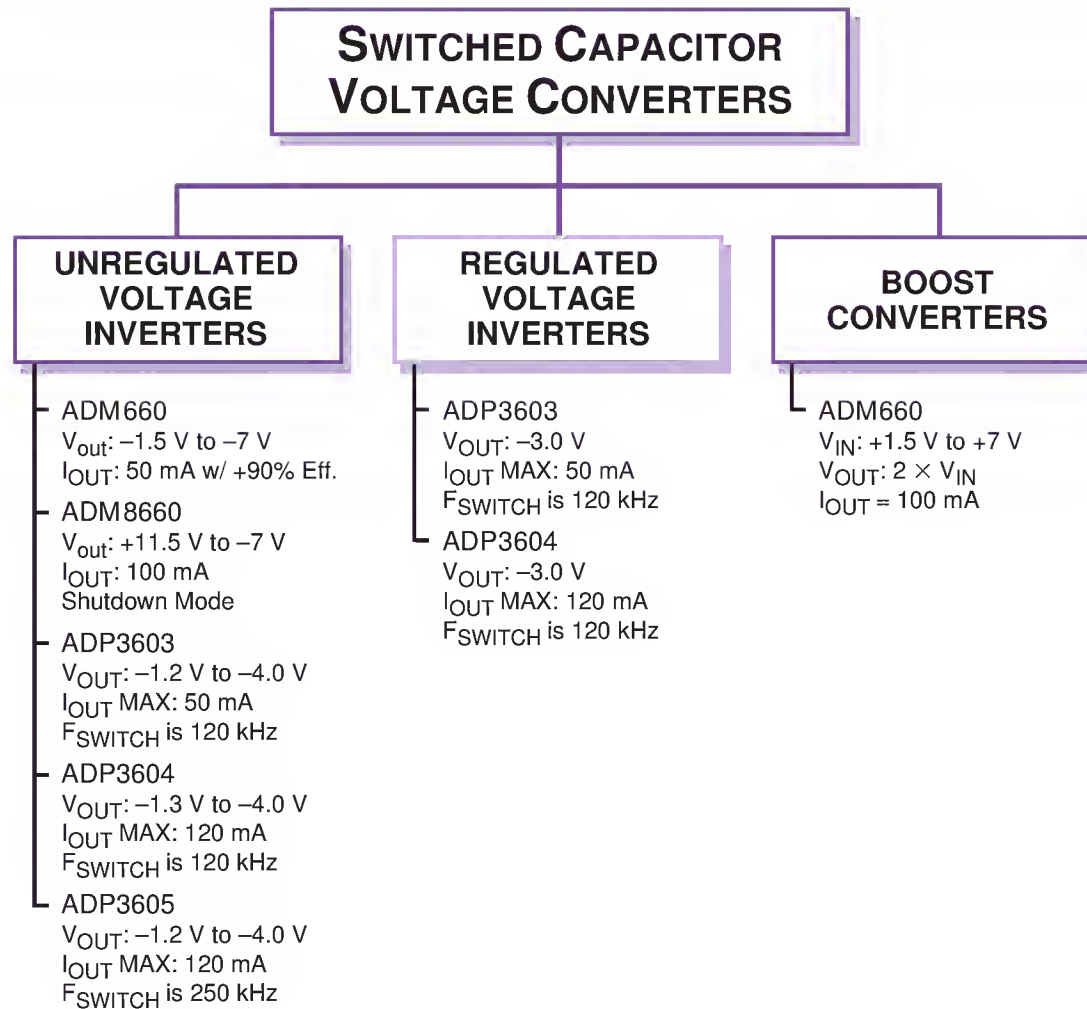 SWITCHED CAPACITOR
VOLTAGE CONVERTERS
UNREGULATED
VOLTAGE
INVERTERS
ADM660
Vout: –1.5 V to –7 V
IOUT: 50 mA w/ +90% Eff.
ADM8660
Vout: +11.5 V to –7 V
IOUT: 100 mA
Shutdown Mode
ADP3603
VOUT: –1.2 V to –4.0 V
IOUT MAX: 50 mA
FSWITCH is 120 kHz
ADP3604
VOUT: –1.3 V to –4.0 V
IOUT MAX: 120 mA
FSWITCH is 120 kHz
ADP3605
VOUT: –1.2 V to –4.0 V
IOUT MAX: 120 mA
FSWITCH is 250 kHz
REGULATED
VOLTAGE
INVERTERS
ADP3603
VOUT: –3.0 V
IOUT MAX: 50 mA
FSWITCH is 120 kHz
ADP3604
VOUT: –3.0 V
IOUT MAX: 120 mA
FSWITCH is 120 kHz
BOOST
CONVERTERS
ADM660
VIN: +1.5 V to +7 V
VOUT: 2 × VIN
IOUT = 100 mA